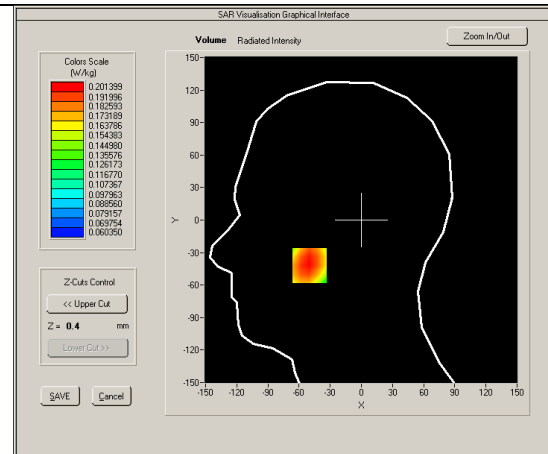 SAR Visualisation Graphical Interface
Volume Radiated Intensity
Zoom In/Out
Colors Scale
(W/kg)
0.201399
0.191996
0.182593
0.173189
0.163786
0.154383
0.144980
0.135576
0.126173
0.116770
0.107367
0.097963
0.088560
0.079157
0.069754
0.060350
Z-Cuts Control
<< Upper Cut
Z = 0.4 mm
Lower Cut >>
SAVE
Cancel
150
120
90
60
30
0
-30
-60
-90
-120
-150
Y
-150 -120 -90 -60 -30 0 30 60 90 120 150
X